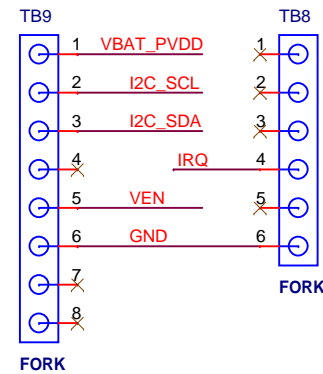 TB9 TB8
1 VBAT_PVDD 1
2 I2C_SCL 2
3 I2C_SDA 3
4 IRQ 4
5 VEN 5
6 GND 6
7
8
FORK
FORK